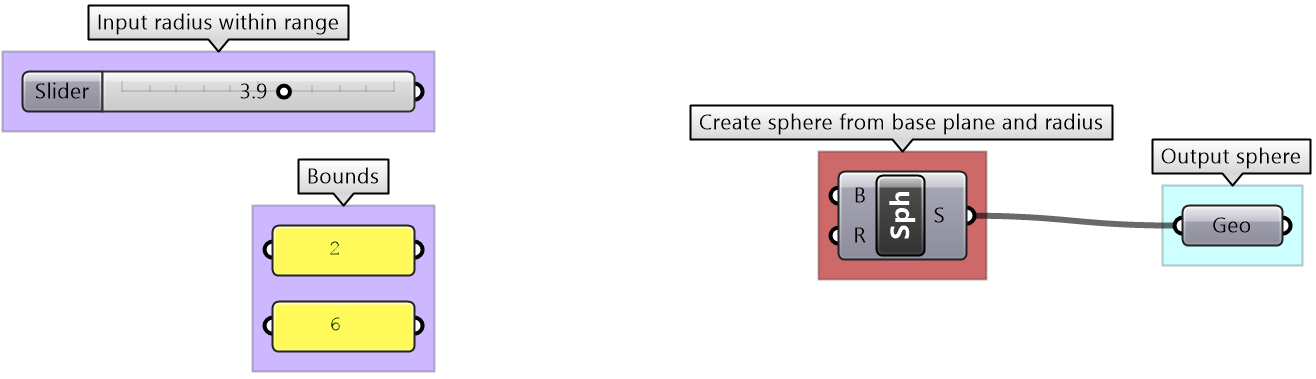 Input radius within range
Slider
3.9
Bounds
2
6
Create sphere from base plane and radius
B
R
Sph
S
Output sphere
Geo